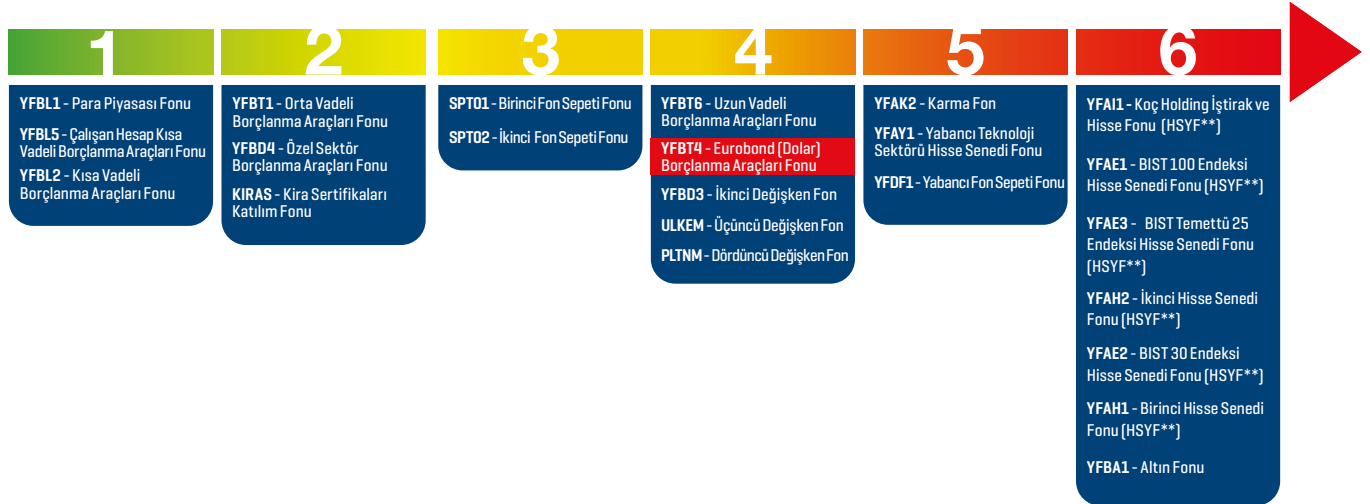 1
YFBL1 - Para Piyasası Fonu
YFBL5 - Çalışan Hesap Kısa
Vadeli Borçlanma Araçları Fonu
YFBL2 - Kısa Vadeli
Borçlanma Araçları Fonu
2
YFBT1 - Orta Vadeli
Borçlanma Araçları Fonu
YFBD4 - Özel Sektör
Borçlanma Araçları Fonu
KIRAS - Kira Sertifikaları
Katılım Fonu
3
SPT01 - Birinci Fon Sepeti Fonu
SPT02 - İkinci Fon Sepeti Fonu
4
YFBT6 - Uzun Vadeli
Borçlanma Araçları Fonu
YFBT4 - Eurobond (Dolar)
Borçlanma Araçları Fonu
YFBD3 - İkinci Değişken Fon
ULKEM - Üçüncü Değişken Fon
PLTNM - Dördüncü Değişken Fon
5
YFAK2 - Karma Fon
YFAY1 - Yabancı Teknoloji
Sektörü Hisse Senedi Fonu
YFDF1 - Yabancı Fon Sepeti Fonu
6
YFAI1 - Koç Holding İştirak ve
Hisse Fonu (HSYF**)
YFAE1 - BIST 100 Endeksi
Hisse Senedi Fonu (HSYF**)
YFAE3 - BIST Temettü 25
Endeksi Hisse Senedi Fonu
(HSYF**)
YFAH2 - İkinci Hisse Senedi
Fonu (HSYF**)
YFAE2 - BIST 30 Endeksi
Hisse Senedi Fonu (HSYF**)
YFAH1 - Birinci Hisse Senedi
Fonu (HSYF**)
YFBA1 - Altın Fonu